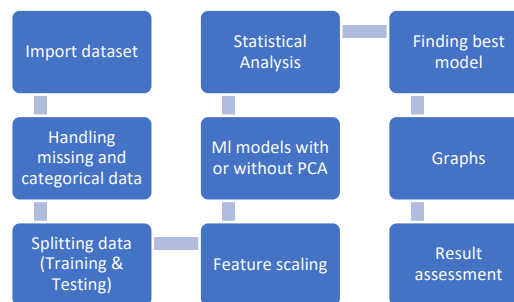 Import dataset
Handling
missing and
categorical data
Splitting data
(Training &
Testing)
Feature scaling
Ml models with
or without PCA
Statistical
Analysis
Finding best
model
Graphs
Result
assessment